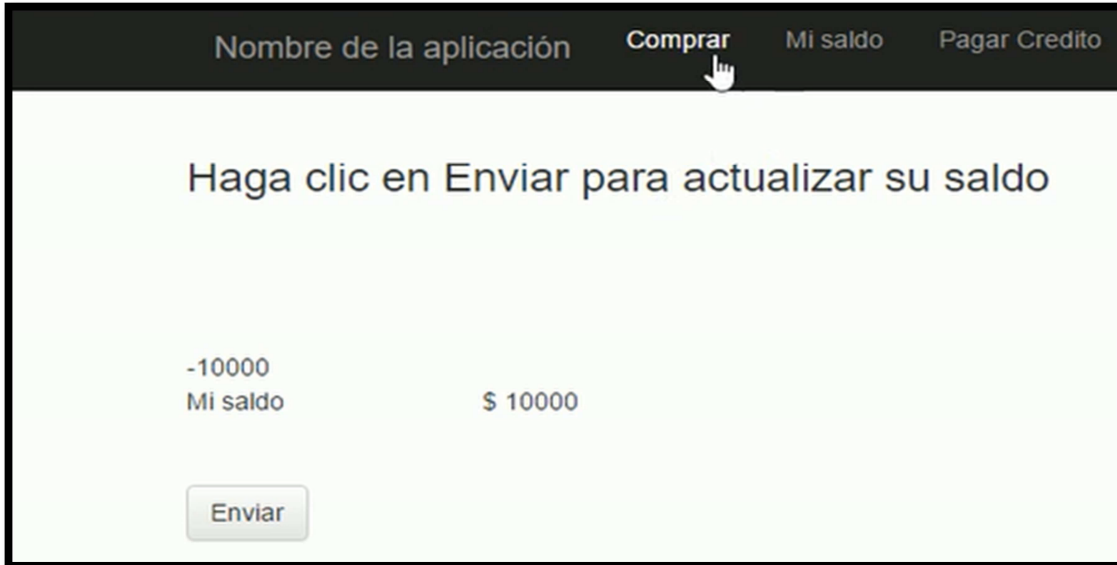 Nombre de la aplicación Comprar Mi saldo Pagar Credito
Haga clic en Enviar para actualizar su saldo
-10000
Mi saldo $ 10000
Enviar